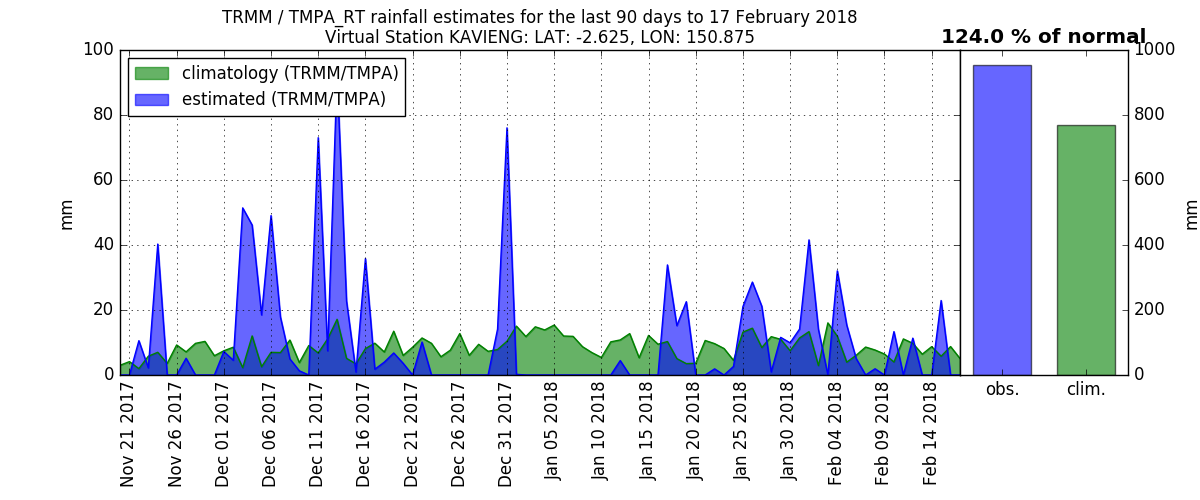 TRMM / TMPA_RT rainfall estimates for the last 90 days to 17 February 2018
Virtual Station KAVIENG: LAT: -2.625, LON: 150.875
124.0 % of normal
climatology (TRMM/TMPA)
estimated (TRMM/TMPA)
100
80
60
40
20
0
mm
1000
800
600
400
200
0
mm
Nov 21 2017
Nov 26 2017
Dec 01 2017
Dec 06 2017
Dec 11 2017
Dec 16 2017
Dec 21 2017
Dec 26 2017
Dec 31 2017
Jan 05 2018
Jan 10 2018
Jan 15 2018
Jan 20 2018
Jan 25 2018
Jan 30 2018
Feb 04 2018
Feb 09 2018
Feb 14 2018
obs.
clim.